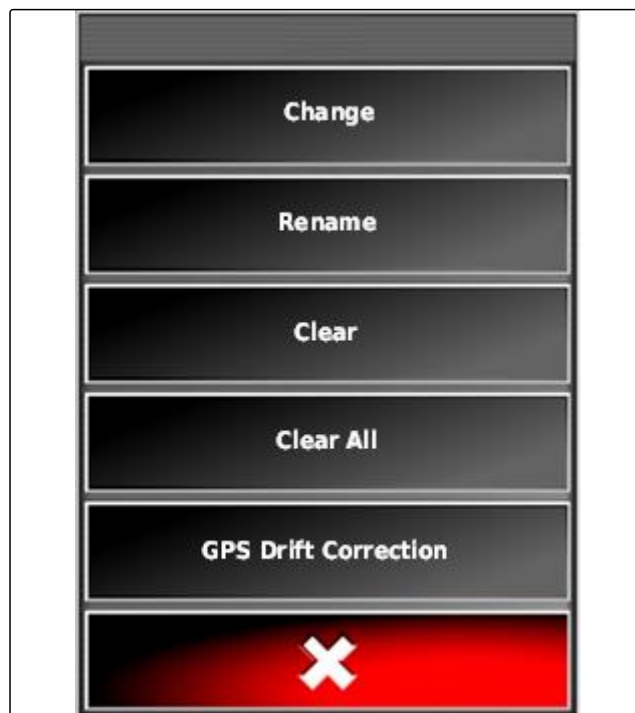 Change
Rename
Clear
Clear All
GPS Drift Correction